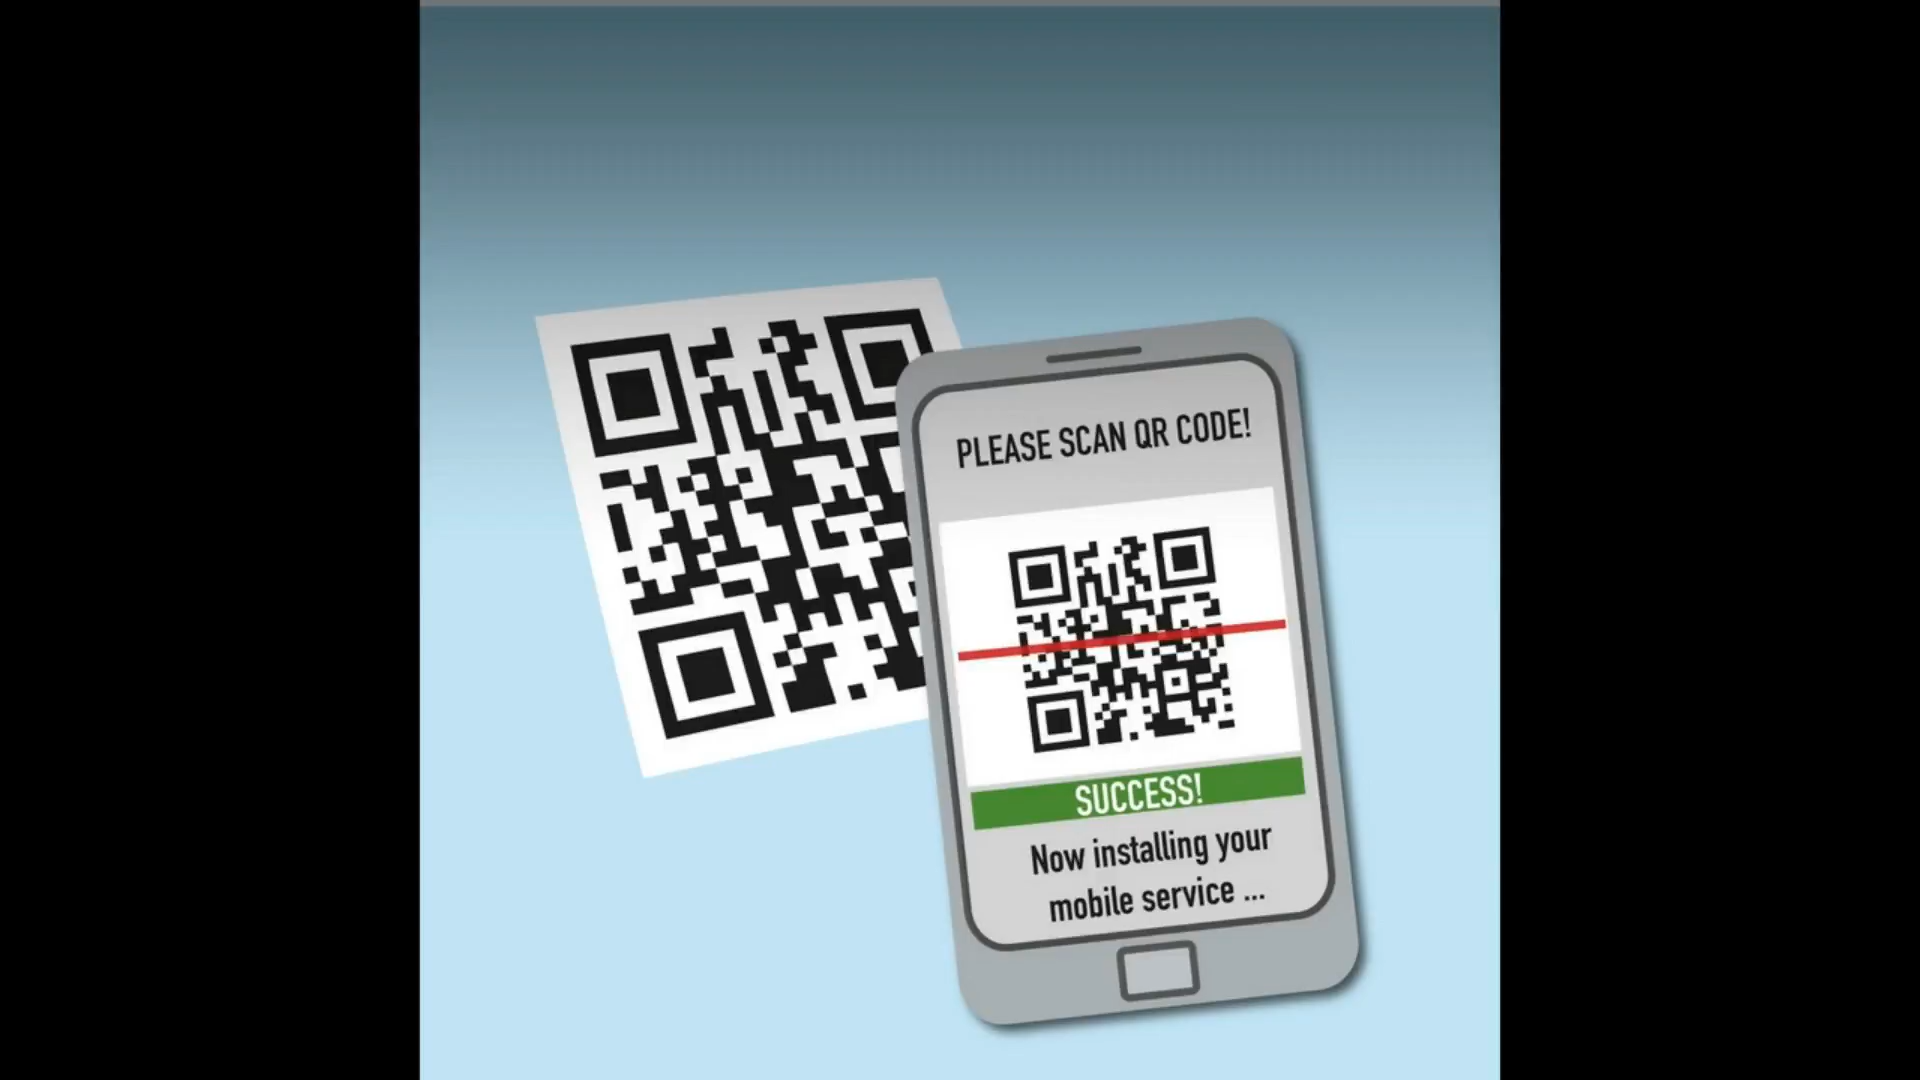 PLEASE SCAN QR CODE!
SUCCESS!
Now installing your
mobile service ...